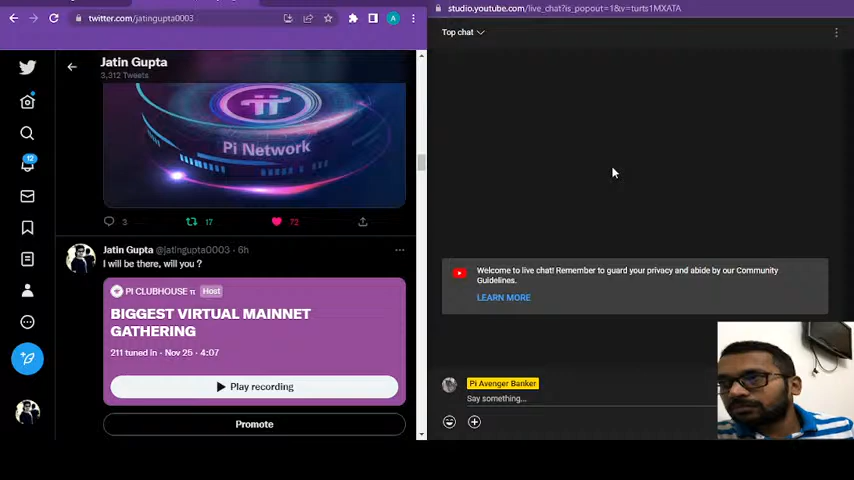 twitter.com/jatingupta0003
Jatin Gupta
3,312 Tweets
Pi Network
3
17
72
12
Jatin Gupta @jatingupta0003 · 6h
I will be there, will you ?
PI CLUBHOUSE π Host
BIGGEST VIRTUAL MAINNET
GATHERING
211 tuned in · Nov 25 · 4:07
Play recording
Promote
A
studio.youtube.com/live_chat?is_popout=1&v=turts1MXATA
Top chat
Welcome to live chat! Remember to guard your privacy and abide by our Community
Guidelines.
LEARN MORE
Pi Avenger Banker
Say something...